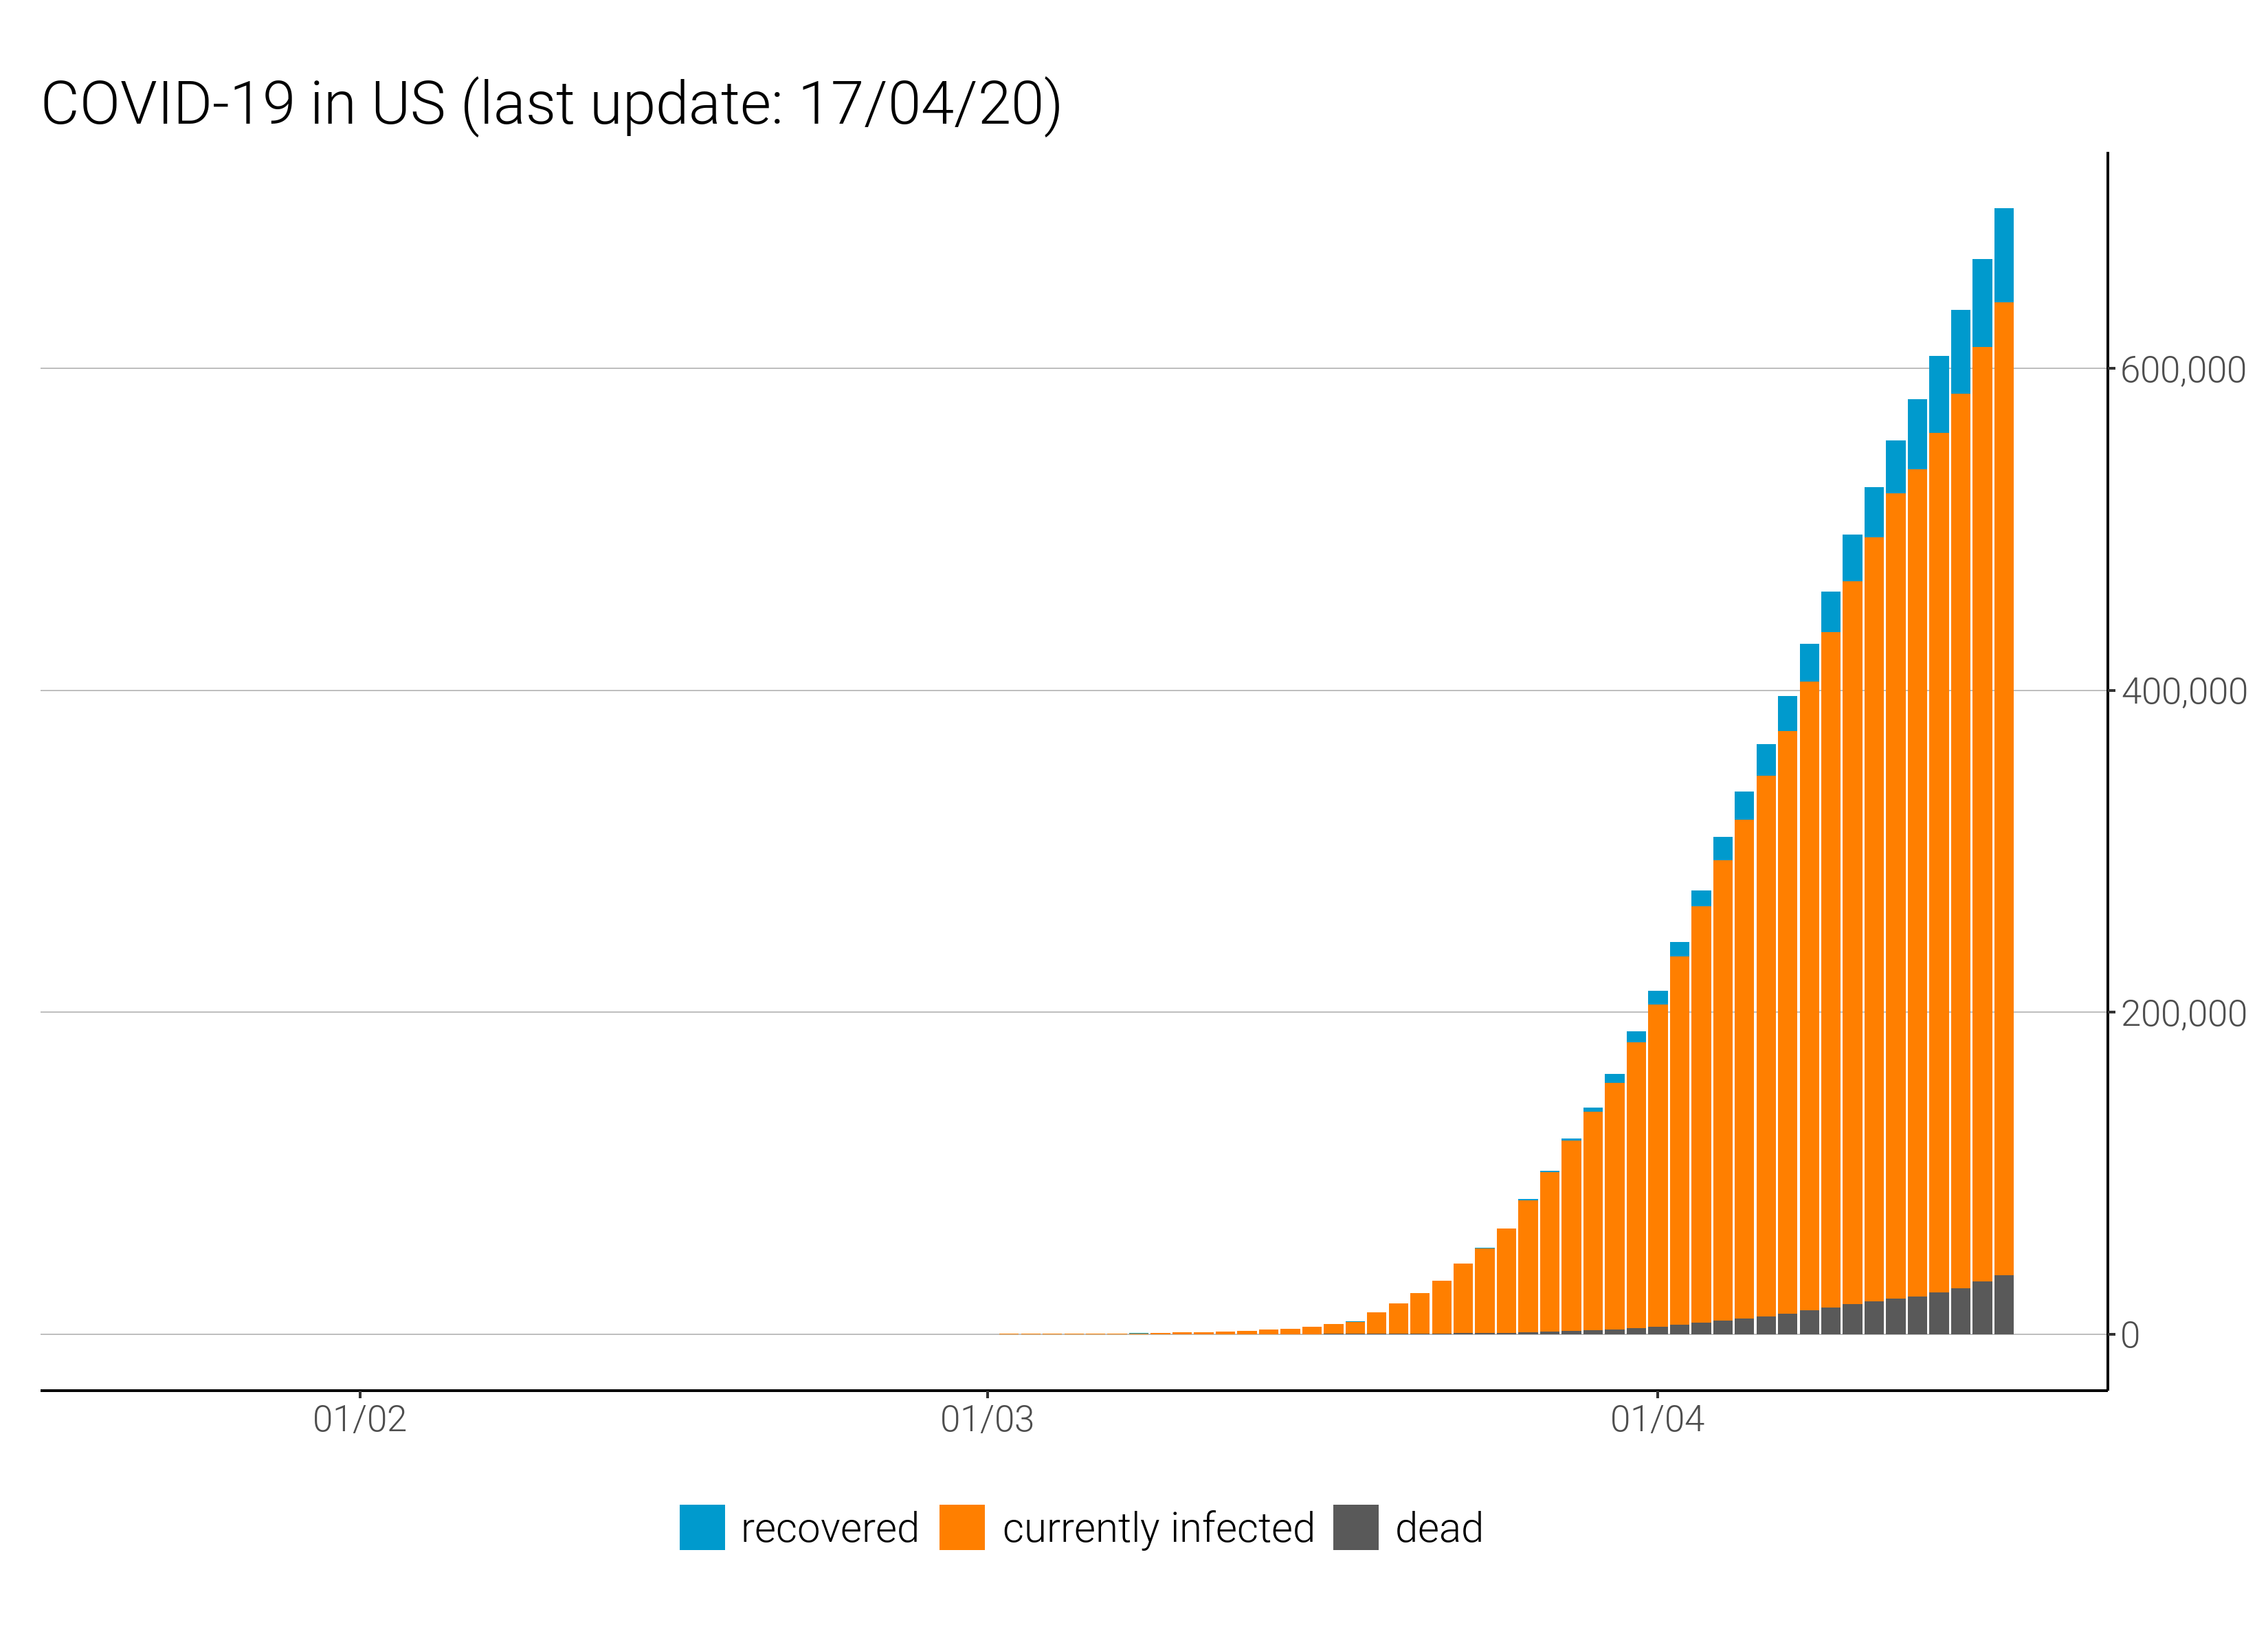 COVID-19 in US (last update: 17/04/20)
600,000
400,000
200,000
0
01/02 01/03 01/04
recovered currently infected dead